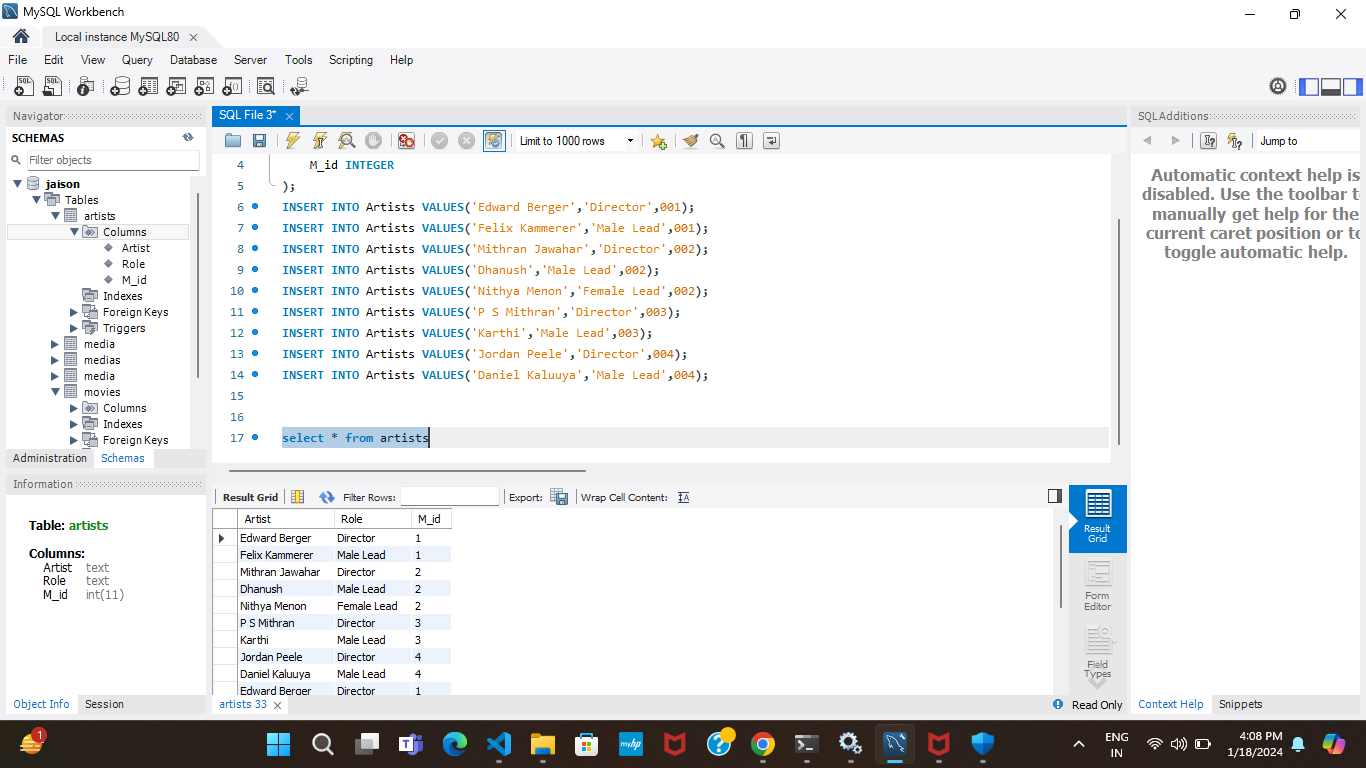 MySQL Workbench
Local instance MySQL80
File Edit View Query Database Server Tools Scripting Help
Navigator
SCHEMAS
Filter objects
jaison
Tables
artists
Columns
Artist
Role
M_id
Indexes
Foreign Keys
Triggers
media
medias
media
movies
Columns
Indexes
Foreign Keys
Administration Schemas
Information
Table: artists
Columns:
Artist text
Role text
M_id int(11)
Object Info Session
SQL File 3*
Limit to 1000 rows
4 M_id INTEGER
5 );
6 INSERT INTO Artists VALUES('Edward Berger','Director',001);
7 INSERT INTO Artists VALUES('Felix Kammerer','Male Lead',001);
8 INSERT INTO Artists VALUES('Mithran Jawahar','Director',002);
9 INSERT INTO Artists VALUES('Dhanush','Male Lead',002);
10 INSERT INTO Artists VALUES('Nithya Menon','Female Lead',002);
11 INSERT INTO Artists VALUES('P S Mithran','Director',003);
12 INSERT INTO Artists VALUES('Karthi','Male Lead',003);
13 INSERT INTO Artists VALUES('Jordan Peele','Director',004);
14 INSERT INTO Artists VALUES('Daniel Kaluuya','Male Lead',004);
15
16
17 select * from artists
Result Grid Filter Rows: Export: Wrap Cell Content:
Artist Role M_id
Edward Berger Director 1
Felix Kammerer Male Lead 1
Mithran Jawahar Director 2
Dhanush Male Lead 2
Nithya Menon Female Lead 2
P S Mithran Director 3
Karthi Male Lead 3
Jordan Peele Director 4
Daniel Kaluuya Male Lead 4
Edward Berger Director 1
Result
Grid
Form
Editor
Field
Types
artists 33
Read Only
SQLAdditions
Jump to
Automatic context help is
disabled. Use the toolbar t
manually get help for the
current caret position or to
toggle automatic help.
Context Help Snippets
1
myhp
ENG
IN
4:08 PM
1/18/2024